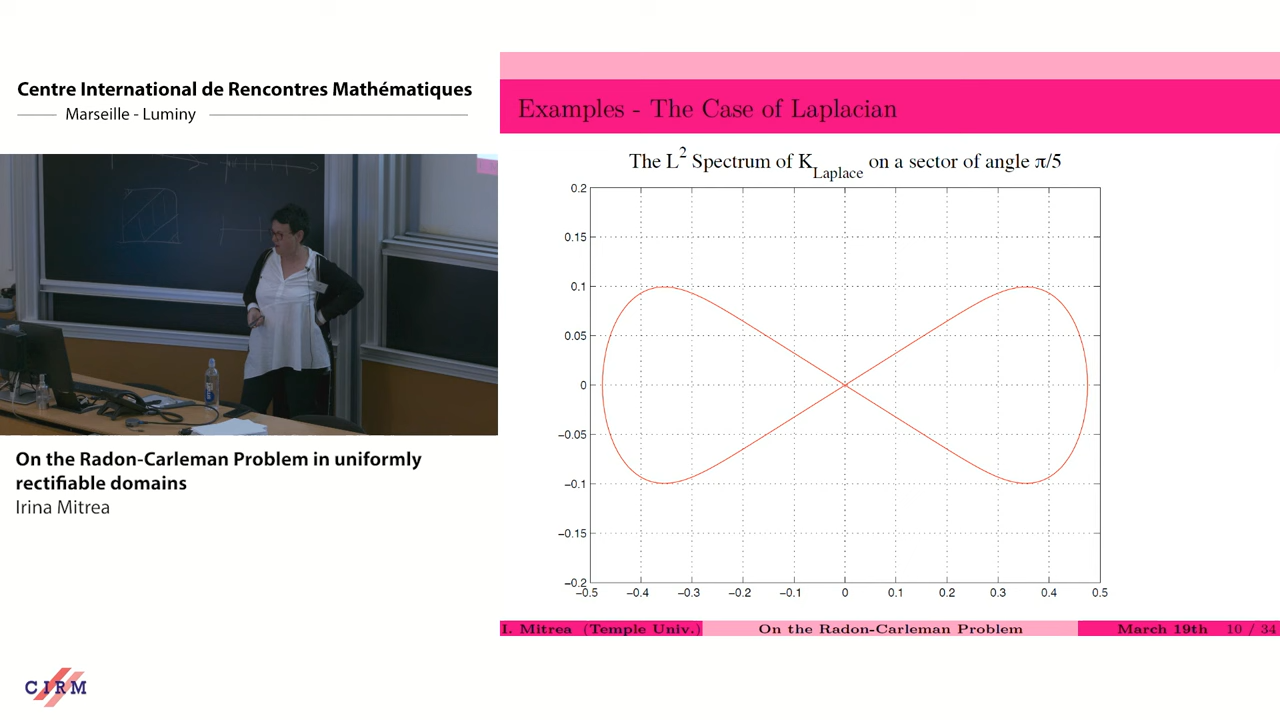 Centre International de Rencontres Mathématiques
Marseille - Luminy
On the Radon-Carleman Problem in uniformly
rectifiable domains
Irina Mitrea
CIRM
Examples - The Case of Laplacian
The L² Spectrum of K_Laplace on a sector of angle π/5
0.2
0.15
0.1
0.05
0
−0.05
−0.1
−0.15
−0.2
−0.5 −0.4 −0.3 −0.2 −0.1 0 0.1 0.2 0.3 0.4 0.5
I. Mitrea (Temple Univ.) On the Radon-Carleman Problem March 19th 10 / 34